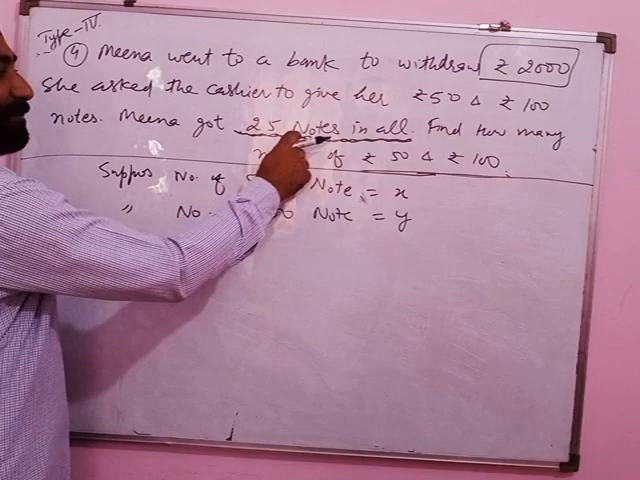 Type-IV
④ Meena went to a bank to withdraw ₹ 2000
She asked the cashier to give her ₹50 & ₹ 100
notes. Meena got 25 Notes in all. Find how many
of ₹ 50 & ₹ 100.
Suppos No. of Note = x
" No. Note = y